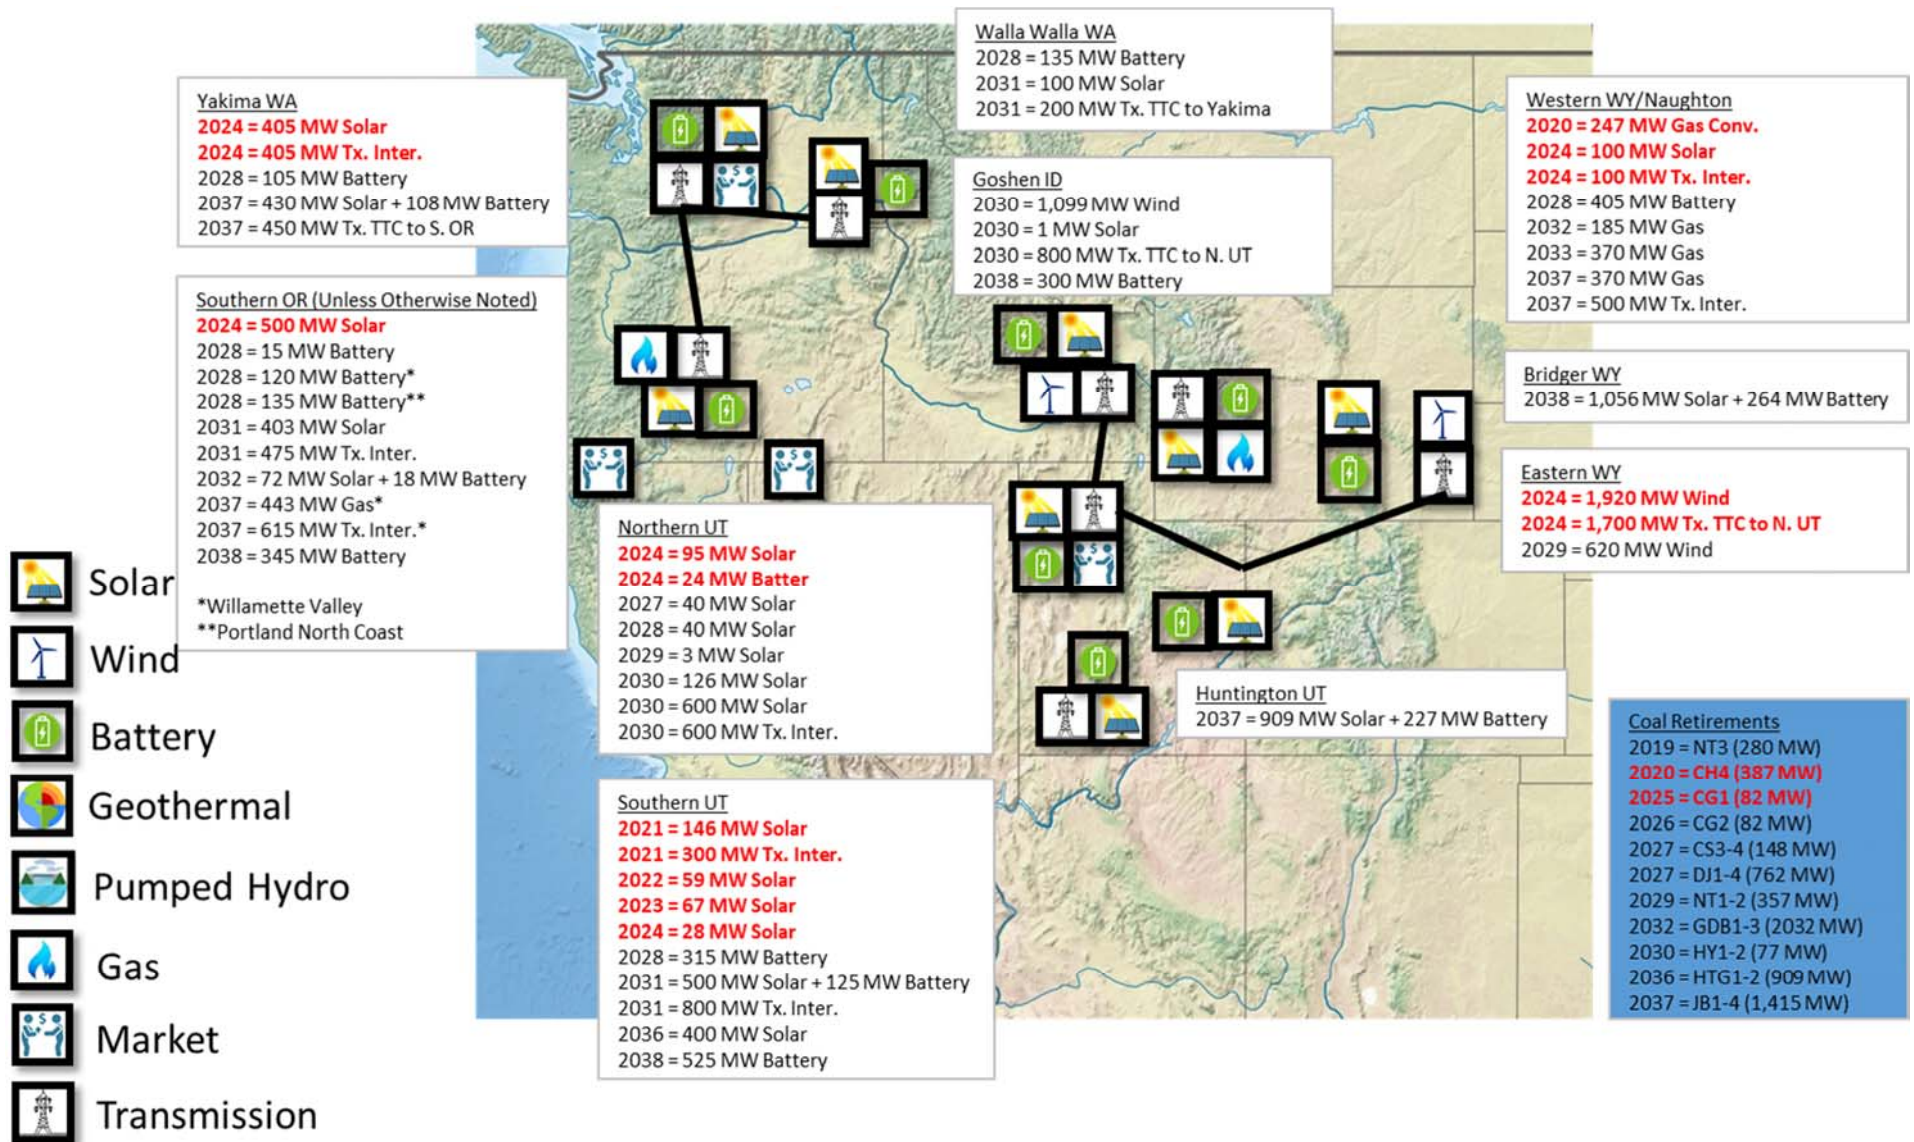 Yakima WA
2024 = 405 MW Solar
2024 = 405 MW Tx. Inter.
2028 = 105 MW Battery
2037 = 430 MW Solar + 108 MW Battery
2037 = 450 MW Tx. TTC to S. OR
Southern OR (Unless Otherwise Noted)
2024 = 500 MW Solar
2028 = 15 MW Battery
2028 = 120 MW Battery*
2028 = 135 MW Battery**
2031 = 403 MW Solar
2031 = 475 MW Tx. Inter.
2032 = 72 MW Solar + 18 MW Battery
2037 = 443 MW Gas*
2037 = 615 MW Tx. Inter.*
2038 = 345 MW Battery
*Willamette Valley
**Portland North Coast
Walla Walla WA
2028 = 135 MW Battery
2031 = 100 MW Solar
2031 = 200 MW Tx. TTC to Yakima
Goshen ID
2030 = 1,099 MW Wind
2030 = 1 MW Solar
2030 = 800 MW Tx. TTC to N. UT
2038 = 300 MW Battery
Western WY/Naughton
2020 = 247 MW Gas Conv.
2024 = 100 MW Solar
2024 = 100 MW Tx. Inter.
2028 = 405 MW Battery
2032 = 185 MW Gas
2033 = 370 MW Gas
2037 = 370 MW Gas
2037 = 500 MW Tx. Inter.
Bridger WY
2038 = 1,056 MW Solar + 264 MW Battery
Eastern WY
2024 = 1,920 MW Wind
2024 = 1,700 MW Tx. TTC to N. UT
2029 = 620 MW Wind
Northern UT
2024 = 95 MW Solar
2024 = 24 MW Batter
2027 = 40 MW Solar
2028 = 40 MW Solar
2029 = 3 MW Solar
2030 = 126 MW Solar
2030 = 600 MW Solar
2030 = 600 MW Tx. Inter.
Huntington UT
2037 = 909 MW Solar + 227 MW Battery
Southern UT
2021 = 146 MW Solar
2021 = 300 MW Tx. Inter.
2022 = 59 MW Solar
2023 = 67 MW Solar
2024 = 28 MW Solar
2028 = 315 MW Battery
2031 = 500 MW Solar + 125 MW Battery
2031 = 800 MW Tx. Inter.
2036 = 400 MW Solar
2038 = 525 MW Battery
Coal Retirements
2019 = NT3 (280 MW)
2020 = CH4 (387 MW)
2025 = CG1 (82 MW)
2026 = CG2 (82 MW)
2027 = CS3-4 (148 MW)
2027 = DJ1-4 (762 MW)
2029 = NT1-2 (357 MW)
2032 = GDB1-3 (2032 MW)
2030 = HY1-2 (77 MW)
2036 = HTG1-2 (909 MW)
2037 = JB1-4 (1,415 MW)
Solar
Wind
Battery
Geothermal
Pumped Hydro
Gas
Market
Transmission